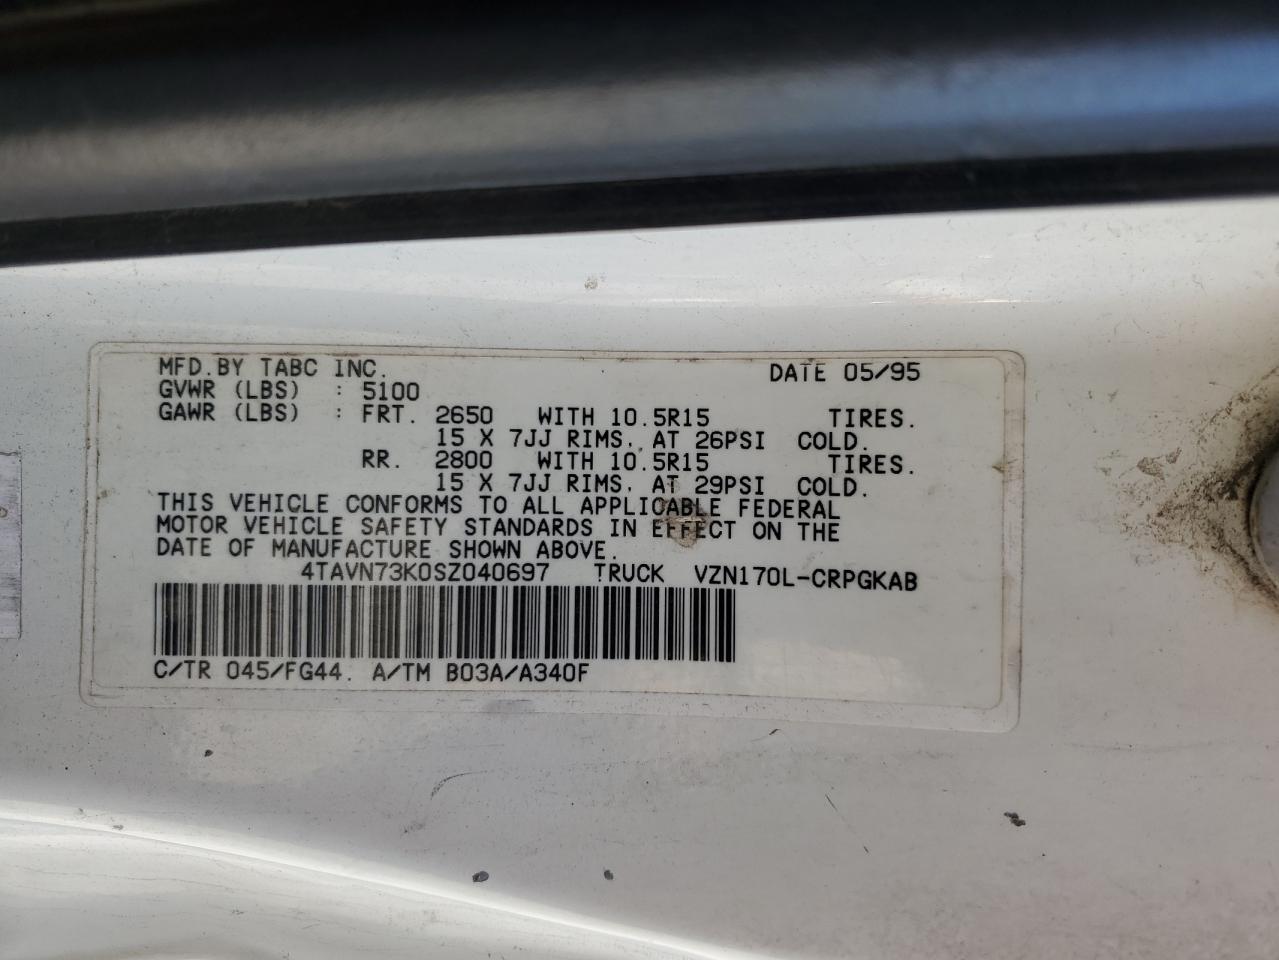 MFD.BY TABC INC. DATE 05/95
GVWR (LBS) : 5100
GAWR (LBS) : FRT. 2650 WITH 10.5R15 TIRES.
15 X 7JJ RIMS. AT 26PSI COLD.
RR. 2800 WITH 10.5R15 TIRES.
15 X 7JJ RIMS. AT 29PSI COLD.
THIS VEHICLE CONFORMS TO ALL APPLICABLE FEDERAL
MOTOR VEHICLE SAFETY STANDARDS IN EFFECT ON THE
DATE OF MANUFACTURE SHOWN ABOVE.
4TAVN73K0SZ040697 TRUCK VZN170L-CRPGKAB
C/TR 045/FG44. A/TM B03A/A340F